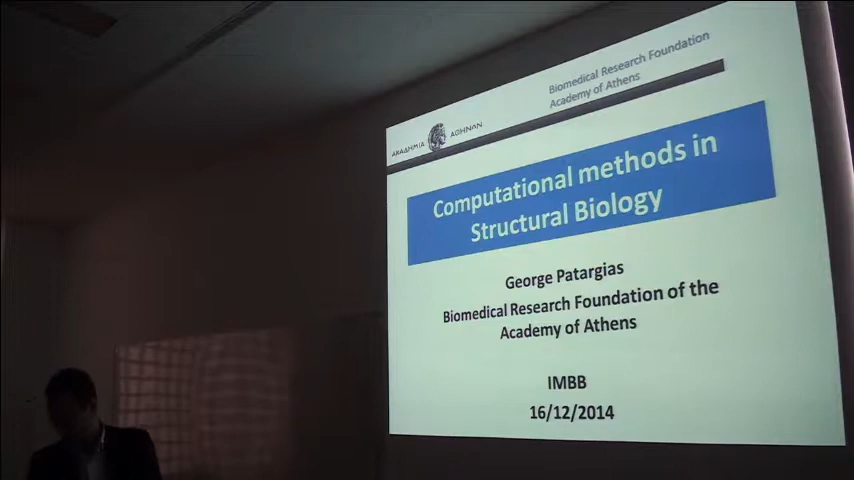 Biomedical Research Foundation
Academy of Athens
ΑΚΑΔΗΜΙΑ ΑΘΗΝΩΝ
Computational methods in
Structural Biology
George Patargias
Biomedical Research Foundation of the
Academy of Athens
IMBB
16/12/2014